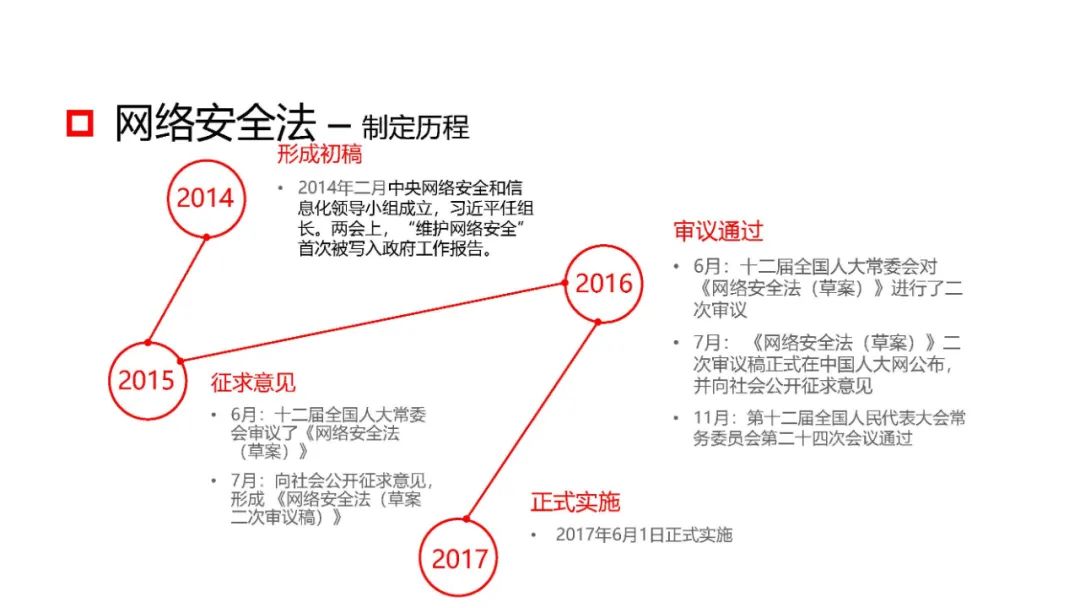 网络安全法 – 制定历程
2014
形成初稿
• 2014年二月中央网络安全和信
息化领导小组成立，习近平任组
长。两会上，“维护网络安全”
首次被写入政府工作报告。
2015
征求意见
• 6月：十二届全国人大常委
会审议了《网络安全法
（草案）》
• 7月：向社会公开征求意见，
形成 《网络安全法（草案
二次审议稿）》
2016
审议通过
• 6月：十二届全国人大常委会对
《网络安全法（草案）》进行了二
次审议
• 7月： 《网络安全法（草案）》二
次审议稿正式在中国人大网公布，
并向社会公开征求意见
• 11月：第十二届全国人民代表大会常
务委员会第二十四次会议通过
2017
正式实施
• 2017年6月1日正式实施